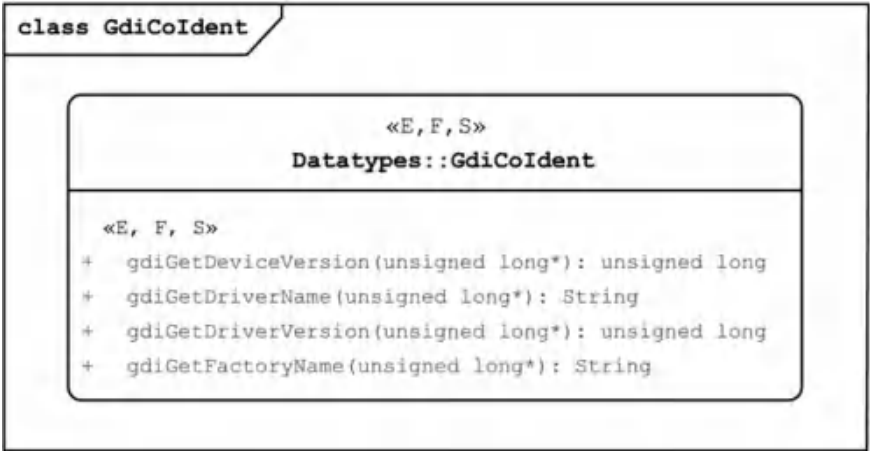 class GdiCoIdent
«E,F,S»
Datatypes::GdiCoIdent
«E, F, S»
+ gdiGetDeviceVersion(unsigned long*): unsigned long
+ gdiGetDriverName(unsigned long*): String
+ gdiGetDriverVersion(unsigned long*): unsigned long
+ gdiGetFactoryName(unsigned long*): String